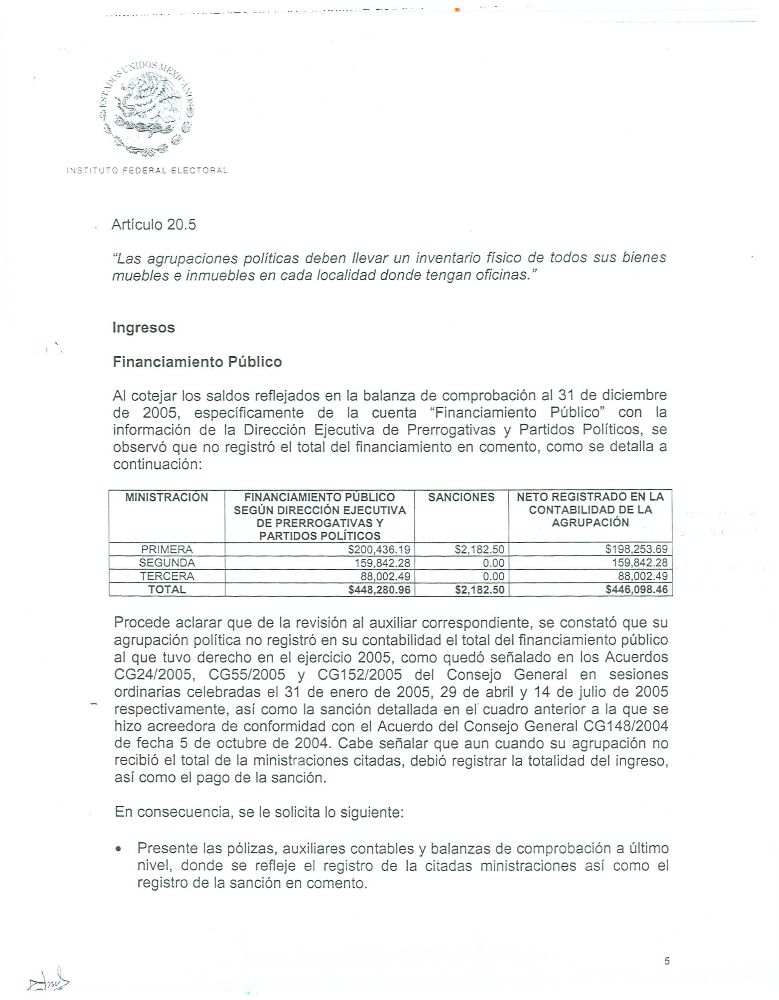 ESTADOS UNIDOS MEXICANOS
INSTITUTO FEDERAL ELECTORAL
Artículo 20.5
“Las agrupaciones políticas deben llevar un inventario físico de todos sus bienes
muebles e inmuebles en cada localidad donde tengan oficinas.”
Ingresos
Financiamiento Público
Al cotejar los saldos reflejados en la balanza de comprobación al 31 de diciembre
de 2005, específicamente de la cuenta “Financiamiento Público” con la
información de la Dirección Ejecutiva de Prerrogativas y Partidos Políticos, se
observó que no registró el total del financiamiento en comento, como se detalla a
continuación:
MINISTRACIÓN FINANCIAMIENTO PÚBLICO SEGÚN DIRECCIÓN EJECUTIVA DE PRERROGATIVAS Y PARTIDOS POLÍTICOS SANCIONES NETO REGISTRADO EN LA CONTABILIDAD DE LA AGRUPACIÓN
PRIMERA $200,436.19 $2,182.50 $198,253.69
SEGUNDA 159,842.28 0.00 159,842.28
TERCERA 88,002.49 0.00 88,002.49
TOTAL $448,280.96 $2,182.50 $446,098.46
Procede aclarar que de la revisión al auxiliar correspondiente, se constató que su
agrupación política no registró en su contabilidad el total del financiamiento público
al que tuvo derecho en el ejercicio 2005, como quedó señalado en los Acuerdos
CG24/2005, CG55/2005 y CG152/2005 del Consejo General en sesiones
ordinarias celebradas el 31 de enero de 2005, 29 de abril y 14 de julio de 2005
respectivamente, así como la sanción detallada en el cuadro anterior a la que se
hizo acreedora de conformidad con el Acuerdo del Consejo General CG148/2004
de fecha 5 de octubre de 2004. Cabe señalar que aun cuando su agrupación no
recibió el total de la ministraciones citadas, debió registrar la totalidad del ingreso,
así como el pago de la sanción.
En consecuencia, se le solicita lo siguiente:
• Presente las pólizas, auxiliares contables y balanzas de comprobación a último
nivel, donde se refleje el registro de la citadas ministraciones así como el
registro de la sanción en comento.
5